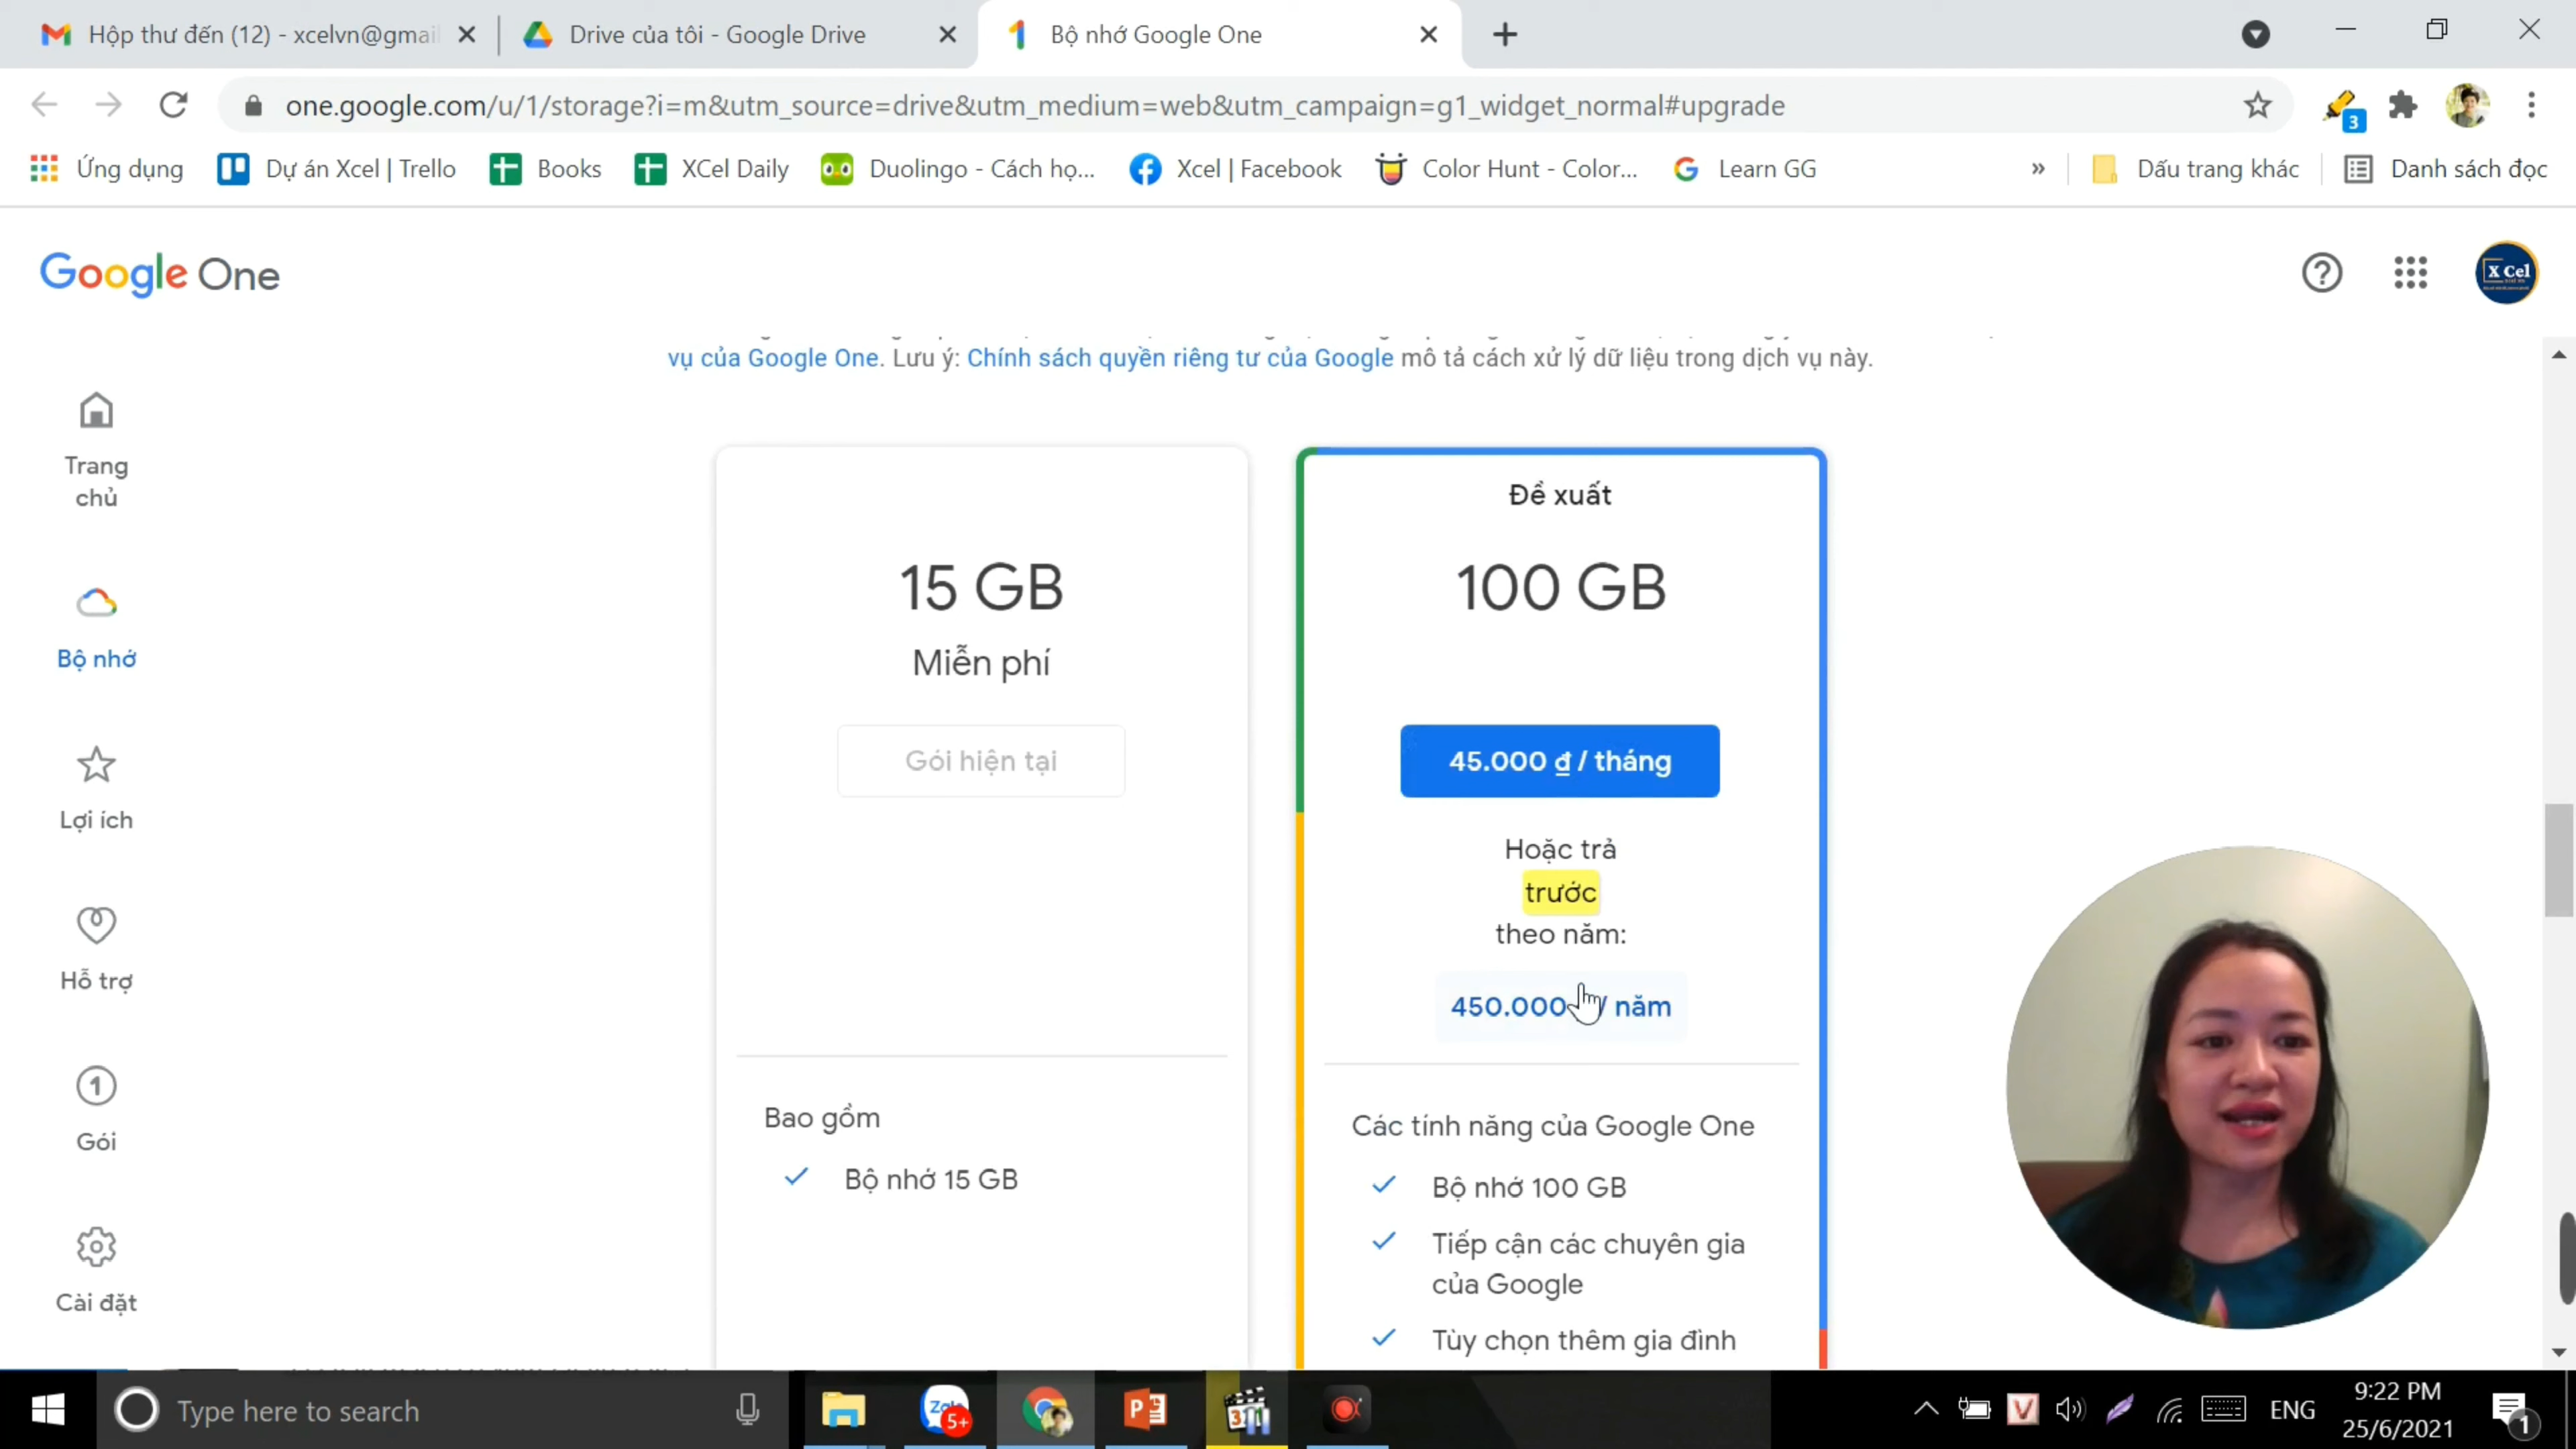 Hộp thư đến (12) - xcelvn@gmail
Drive của tôi - Google Drive
Bộ nhớ Google One
one.google.com/u/1/storage?i=m&utm_source=drive&utm_medium=web&utm_campaign=g1_widget_normal#upgrade
3
Ứng dụng
Dự án Xcel | Trello
Books
XCel Daily
Duolingo - Cách họ...
Xcel | Facebook
Color Hunt - Color...
Learn GG
»
Dấu trang khác
Danh sách đọc
Google One
X Cel
vụ của Google One. Lưu ý: Chính sách quyền riêng tư của Google mô tả cách xử lý dữ liệu trong dịch vụ này.
Trang
chủ
Bộ nhớ
Lợi ích
Hỗ trợ
1
Gói
Cài đặt
15 GB
Miễn phí
Gói hiện tại
Bao gồm
Bộ nhớ 15 GB
Đề xuất
100 GB
45.000 ₫ / tháng
Hoặc trả
trước
theo năm:
450.000 / năm
Các tính năng của Google One
Bộ nhớ 100 GB
Tiếp cận các chuyên gia
của Google
Tùy chọn thêm gia đình
Type here to search
5+
ENG
9:22 PM
25/6/2021
1